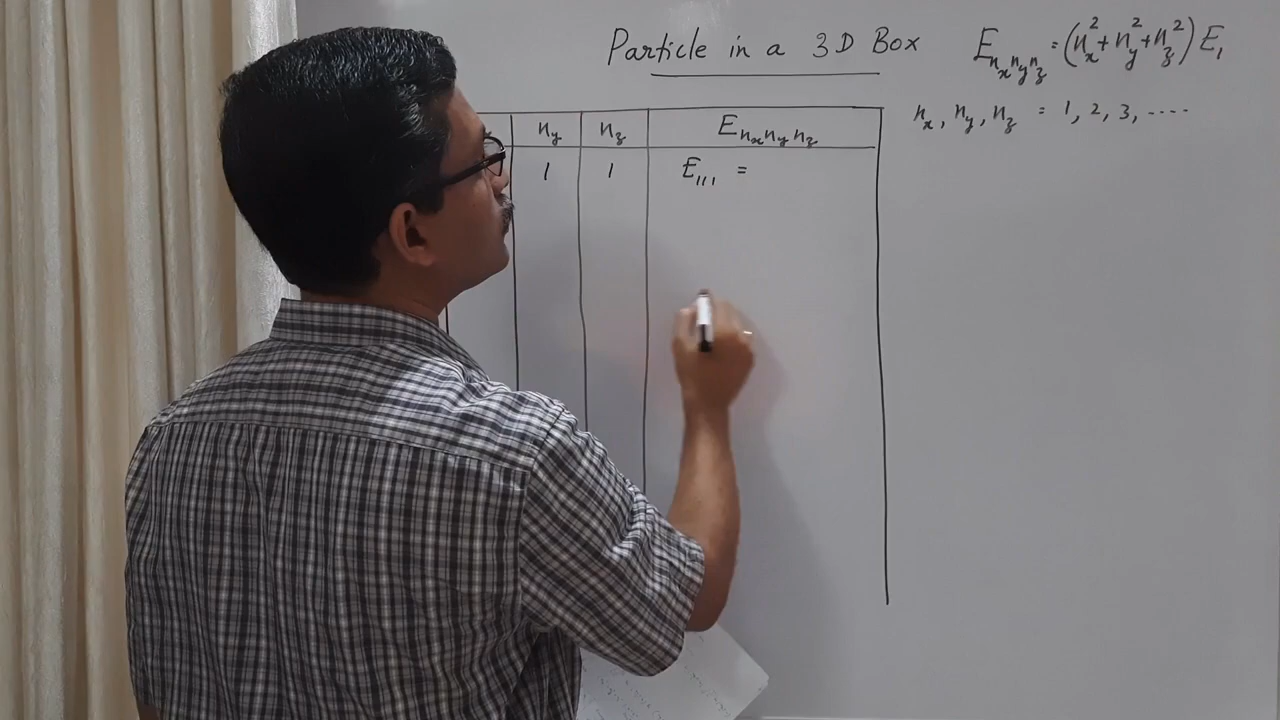 Particle in a 3D Box
E_{n_x n_y n_z} = (n_x^2 + n_y^2 + n_z^2) E_1
n_x, n_y, n_z = 1, 2, 3, .....
n_y n_z E_{n_x n_y n_z}
1 1 E_{111} =